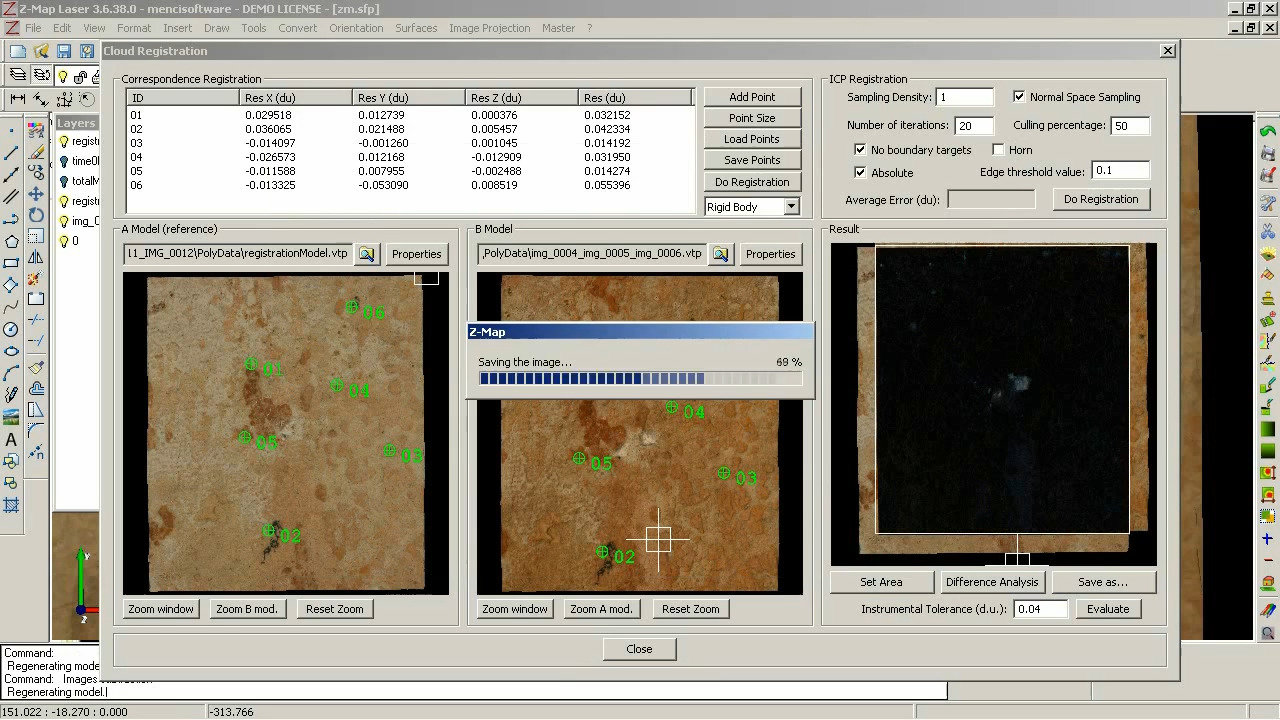 Z-Map Laser 3.6.38.0 - mencisoftware - DEMO LICENSE - [zm.sfp]
File Edit View Format Insert Draw Tools Convert Orientation Surfaces Image Projection Master ?
Cloud Registration
Correspondence Registration
ID Res X (du) Res Y (du) Res Z (du) Res (du)
01 0.029518 0.012739 0.000376 0.032152
02 0.036065 0.021488 0.005457 0.042334
03 -0.014097 -0.001260 0.001045 0.014192
04 -0.026573 0.012168 -0.012909 0.031950
05 -0.011588 0.007955 -0.002488 0.014274
06 -0.013325 -0.053090 0.008519 0.055396
Add Point
Point Size
Load Points
Save Points
Do Registration
Rigid Body
ICP Registration
Sampling Density: 1 Normal Space Sampling
Number of iterations: 20 Culling percentage: 50
No boundary targets Horn
Absolute Edge threshold value: 0.1
Average Error (du): Do Registration
Layers
registr
time0
totally
registr
img_0
0
A Model (reference)
11_IMG_0012\PolyData\registrationModel.vtp Properties
06
01
04
05
03
02
Zoom window Zoom B mod. Reset Zoom
B Model
PolyData\img_0004_img_0005_img_0006.vtp Properties
04
05
03
02
Zoom window Zoom A mod. Reset Zoom
Z-Map
Saving the image... 69 %
Result
Set Area Difference Analysis Save as...
Instrumental Tolerance (d.u.): 0.04 Evaluate
Close
Y
Z
A
Command:
Regenerating mode
Command: Images
Regenerating model.
151.022 : -18.270 : 0.000 -313.766